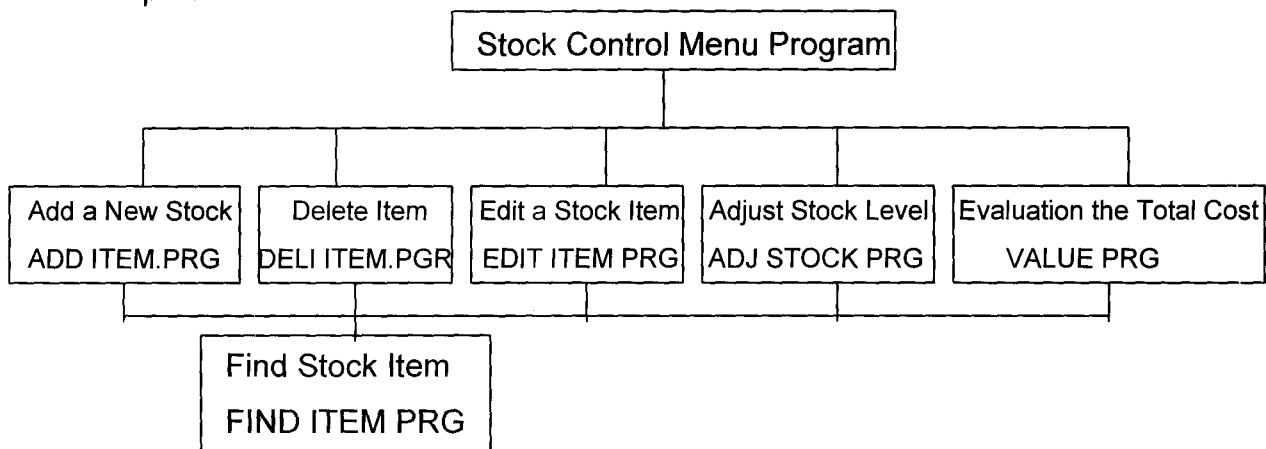 Stock Control Menu Program
Add a New Stock
ADD ITEM.PRG
Delete Item
DELI ITEM.PGR
Edit a Stock Item
EDIT ITEM PRG
Adjust Stock Level
ADJ STOCK PRG
Evaluation the Total Cost
VALUE PRG
Find Stock Item
FIND ITEM PRG